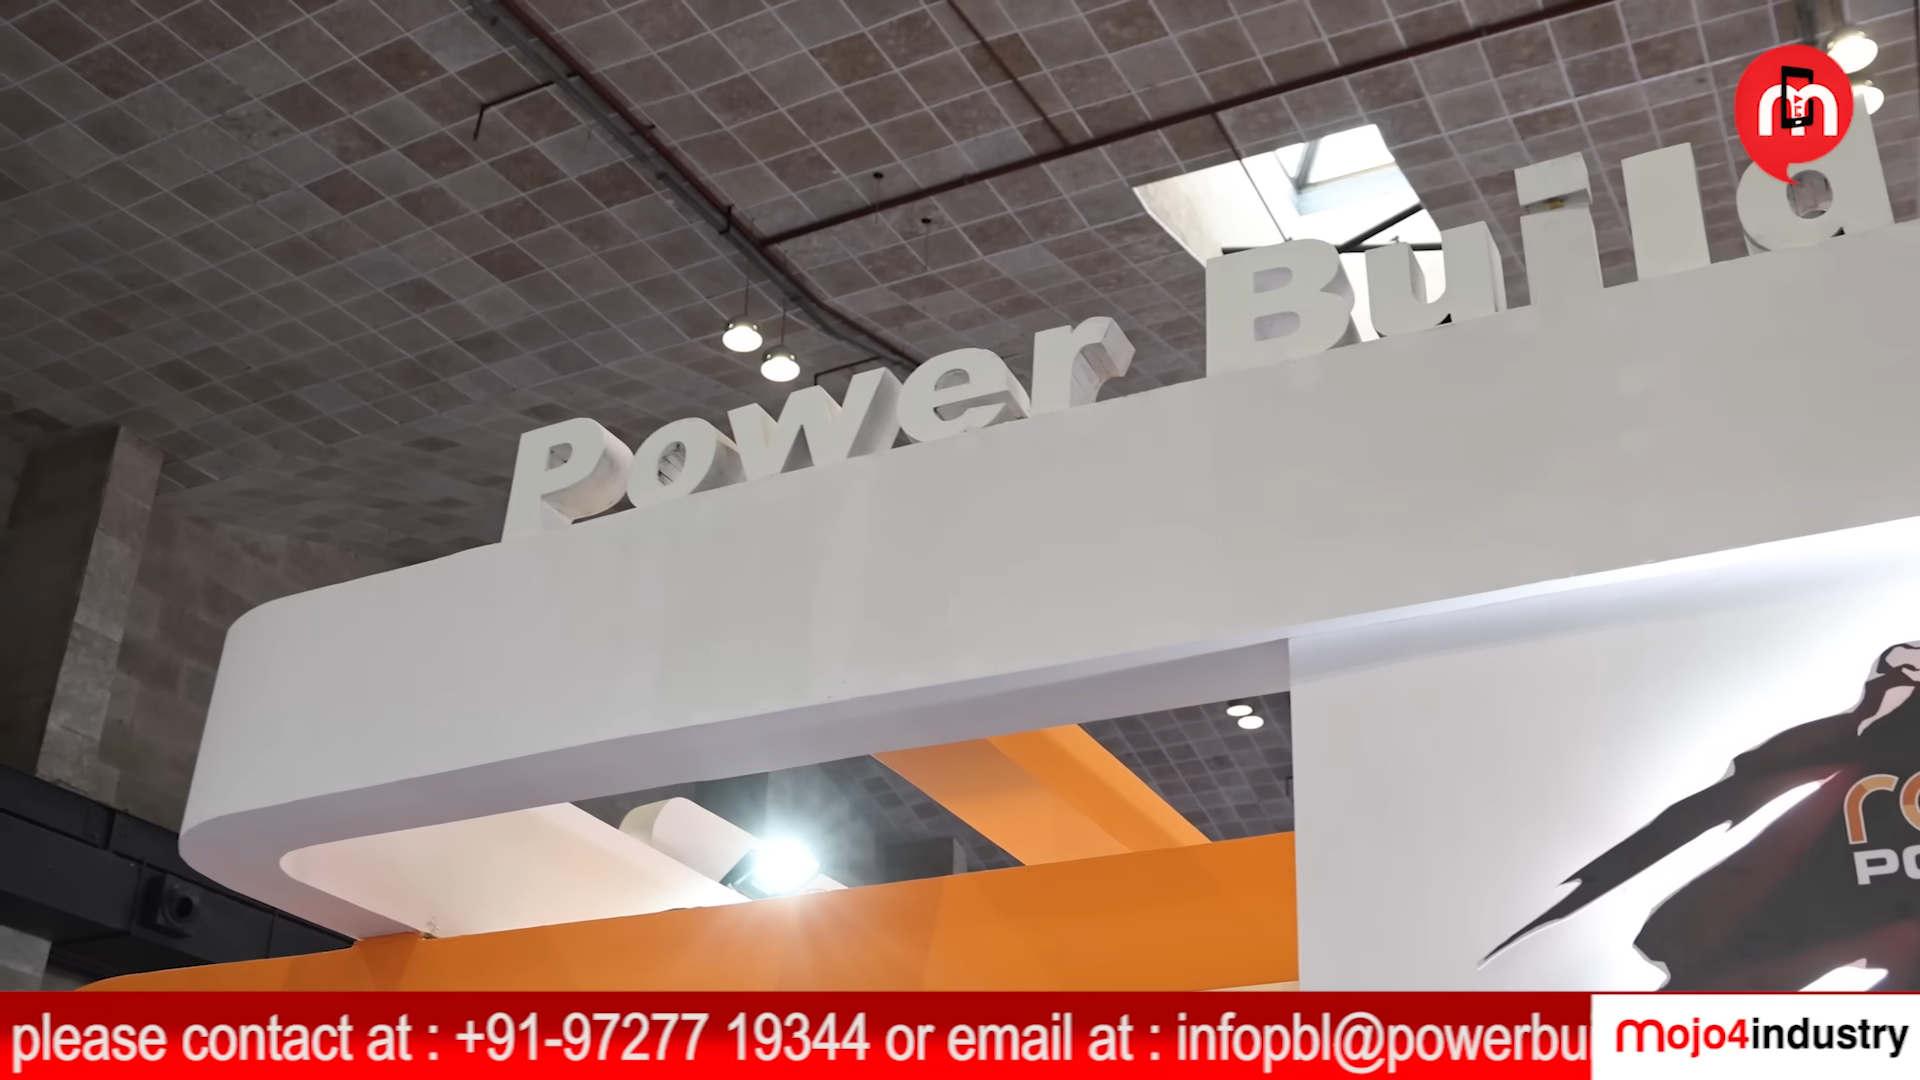 Power Build
please contact at : +91-97277 19344 or email at : infopbl@powerbu
mojo4industry